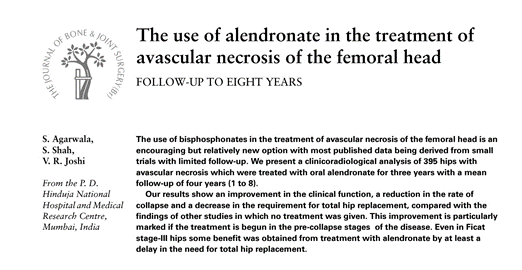 The use of alendronate in the treatment of
avascular necrosis of the femoral head
FOLLOW-UP TO EIGHT YEARS
THE JOURNAL OF BONE & JOINT SURGERY(Br)
S. Agarwala,
S. Shah,
V. R. Joshi
From the P. D.
Hinduja National
Hospital and Medical
Research Centre,
Mumbai, India
The use of bisphosphonates in the treatment of avascular necrosis of the femoral head is an
encouraging but relatively new option with most published data being derived from small
trials with limited follow-up. We present a clinicoradiological analysis of 395 hips with
avascular necrosis which were treated with oral alendronate for three years with a mean
follow-up of four years (1 to 8).
Our results show an improvement in the clinical function, a reduction in the rate of
collapse and a decrease in the requirement for total hip replacement, compared with the
findings of other studies in which no treatment was given. This improvement is particularly
marked if the treatment is begun in the pre-collapse stages of the disease. Even in Ficat
stage-III hips some benefit was obtained from treatment with alendronate by at least a
delay in the need for total hip replacement.